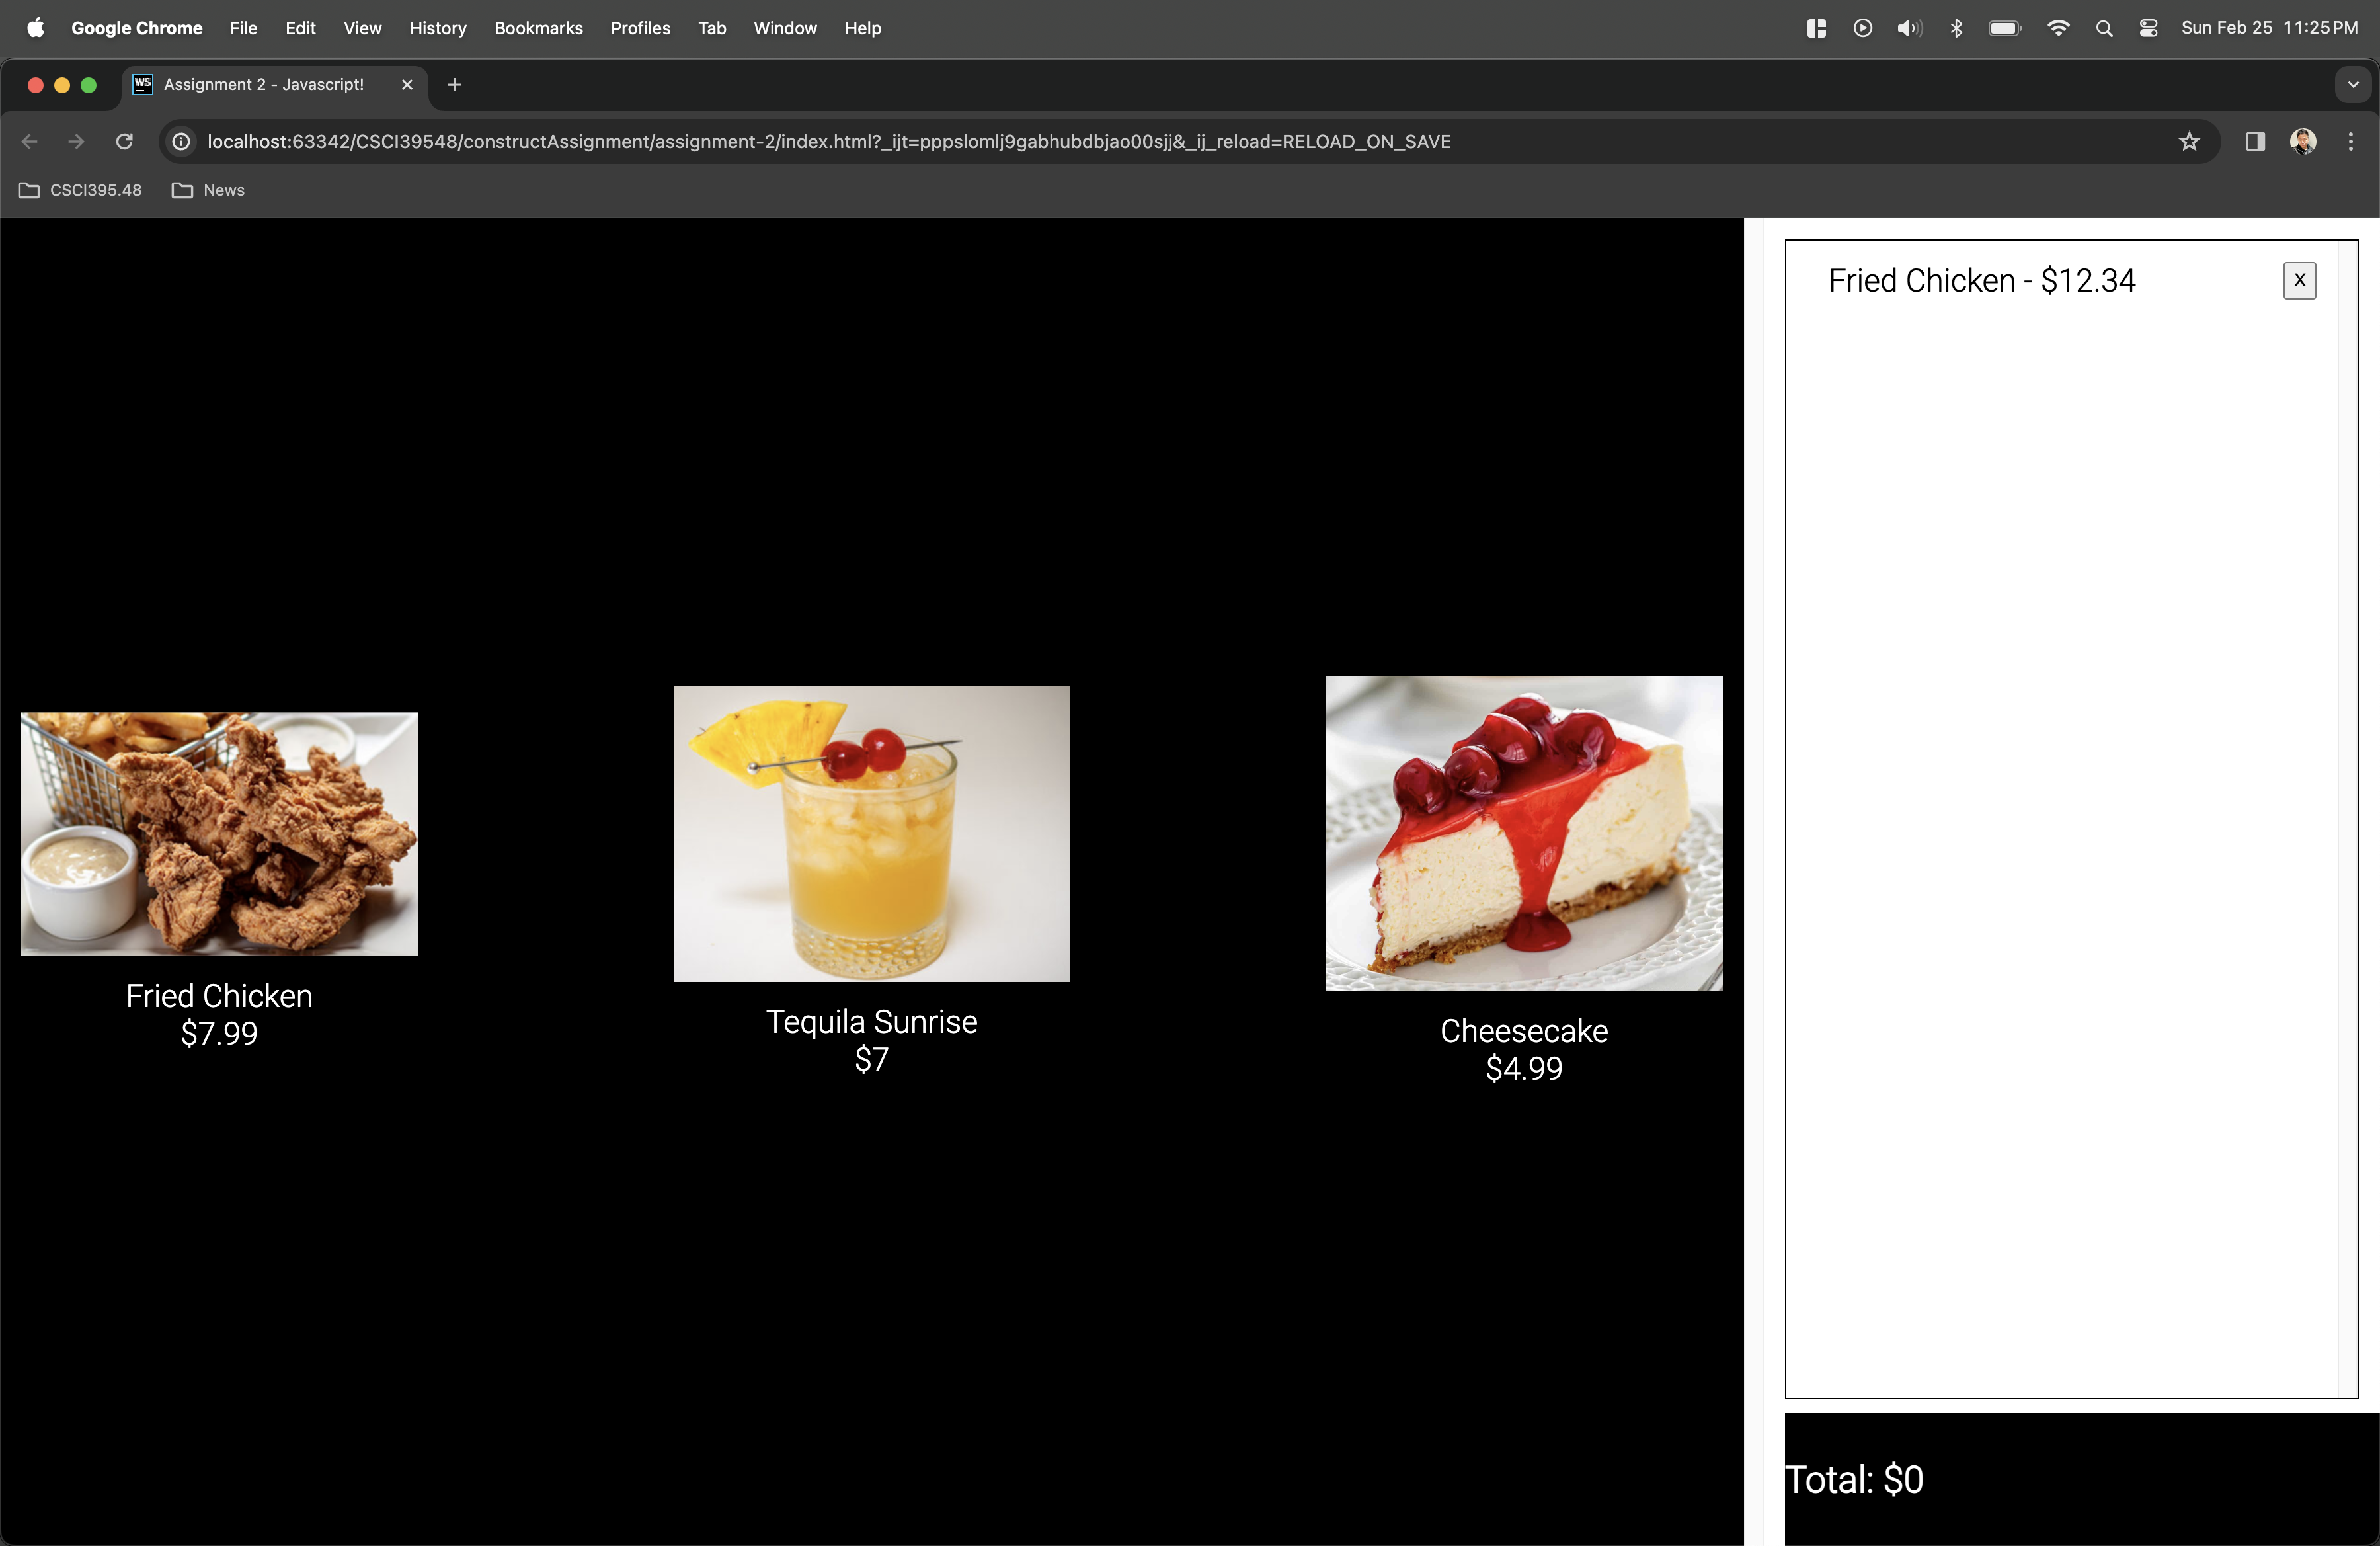 Google Chrome File Edit View History Bookmarks Profiles Tab Window Help Sun Feb 25 11:25 PM
WS Assignment 2 - Javascript!
localhost:63342/CSCI39548/constructAssignment/assignment-2/index.html?_ijt=pppslomlj9gabhubdbjao00sjj&_ij_reload=RELOAD_ON_SAVE
CSCI395.48 News
Fried Chicken - $12.34 X
Fried Chicken
$7.99
Tequila Sunrise
$7
Cheesecake
$4.99
Total: $0